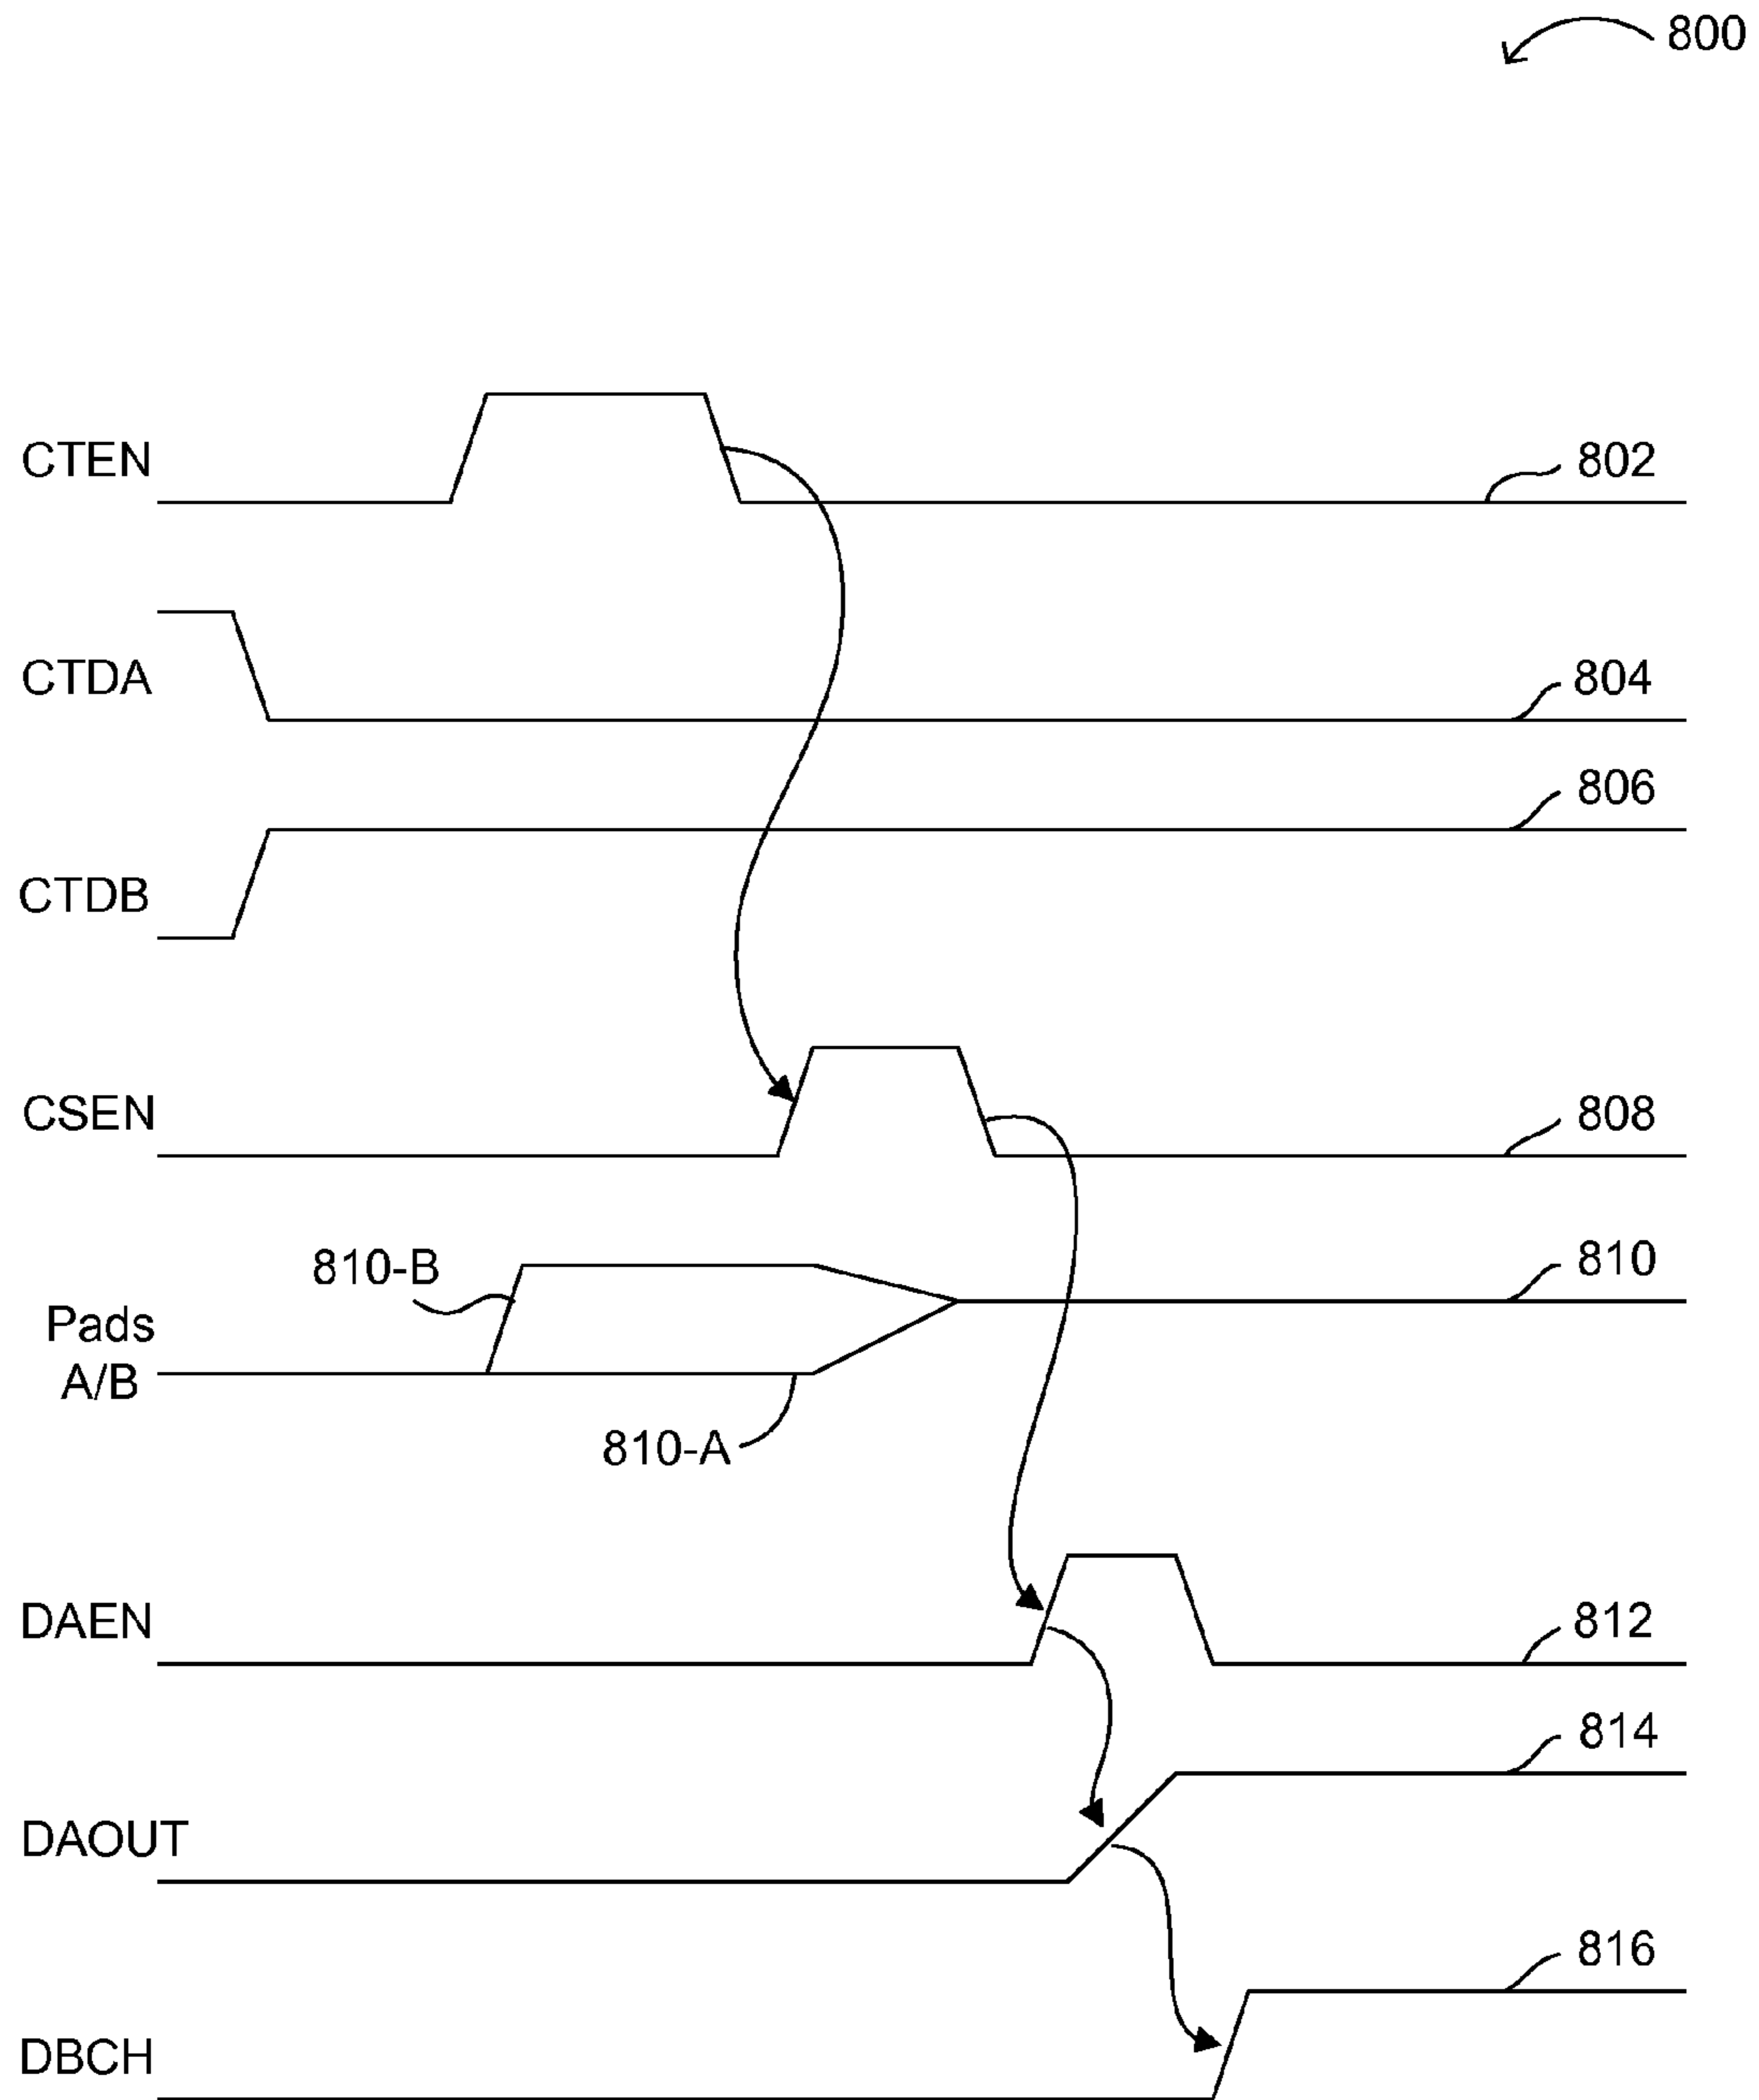 800
CTEN
802
CTDA
804
806
CTDB
CSEN
808
810-B
810
Pads
A/B
810-A
DAEN
812
814
DAOUT
816
DBCH